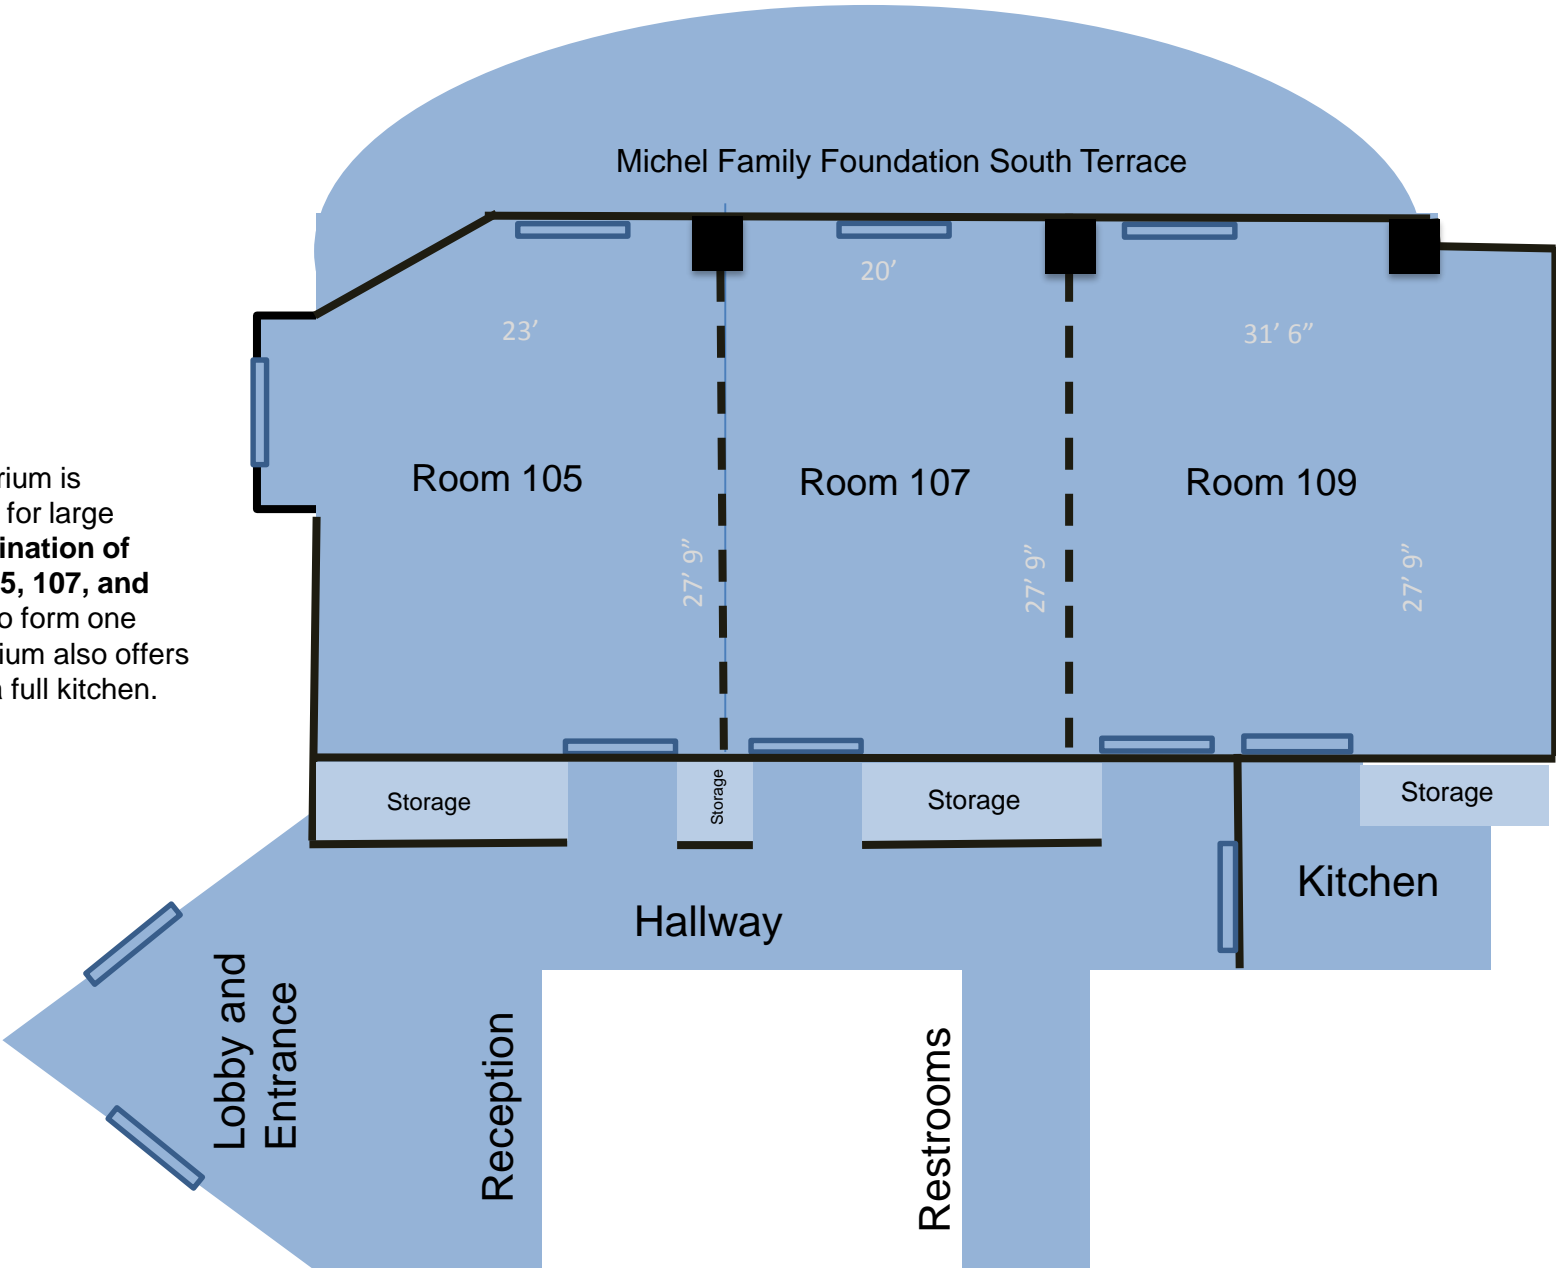 Michel Family Foundation South Terrace
20’
23’
31’ 6”
Room 105
Room 107
Room 109
rium is
for large
ination of
5, 107, and
o form one
ium also offers
a full kitchen.
27’ 9”
27’ 9”
27’ 9”
Storage
Storage
Storage
Storage
Kitchen
Hallway
Lobby and
Entrance
Reception
Restrooms